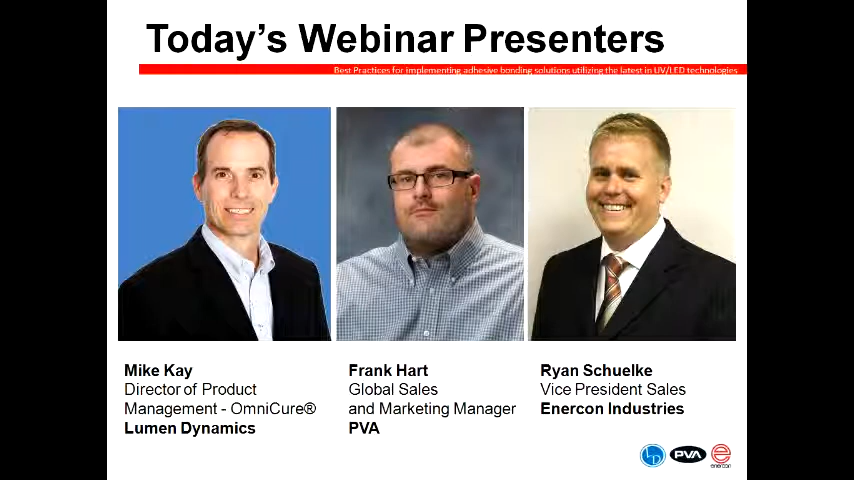 Today's Webinar Presenters
Best Practices for implementing adhesive bonding solutions utilizing the latest in UV/LED technologies
Mike Kay
Director of Product
Management - OmniCure®
Lumen Dynamics
Frank Hart
Global Sales
and Marketing Manager
PVA
Ryan Schuelke
Vice President Sales
Enercon Industries
LD
PVA
enercon